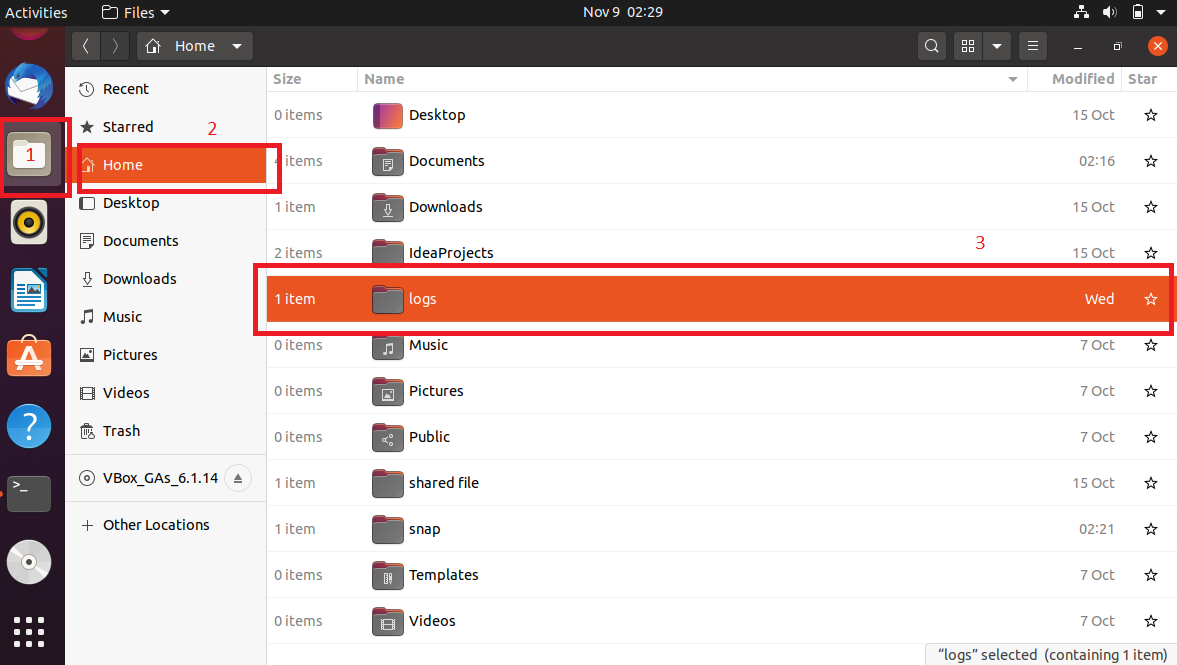 Activities Files Nov 9 02:29
Home
Size Name Modified Star
Recent
Starred
2
1
Home
Desktop
Documents
Downloads
Music
Pictures
Videos
Trash
VBox_GAs_6.1.14
Other Locations
0 items Desktop 15 Oct
items Documents 02:16
1 item Downloads 15 Oct
2 items IdeaProjects 15 Oct
3
1 item logs Wed
0 items Music 7 Oct
0 items Pictures 7 Oct
0 items Public 7 Oct
1 item shared file 15 Oct
1 item snap 02:21
0 items Templates 7 Oct
0 items Videos 7 Oct
“logs” selected (containing 1 item)